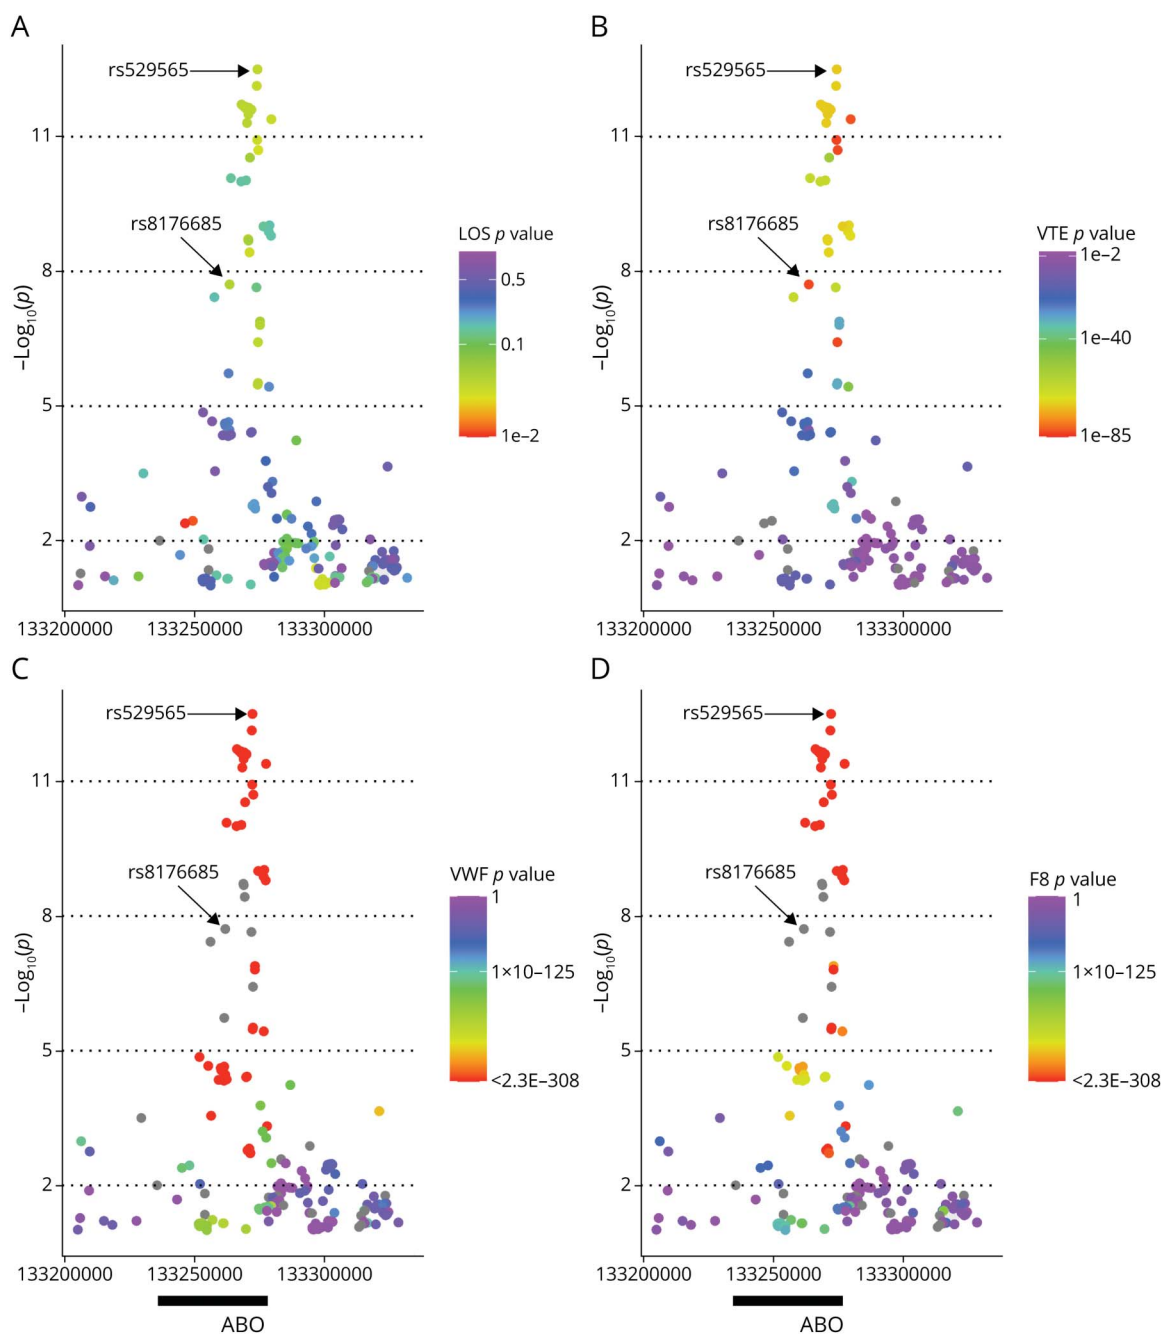 A
rs529565
11
rs8176685
LOS p value
0.5
0.1
1e–2
8
5
2
–Log10(p)
133200000 133250000 133300000
B
rs529565
11
rs8176685
VTE p value
1e–2
1e–40
1e–85
8
5
2
–Log10(p)
133200000 133250000 133300000
C
rs529565
11
rs8176685
VWF p value
1
1×10–125
<2.3E–308
8
5
2
–Log10(p)
133200000 133250000 133300000
ABO
D
rs529565
11
rs8176685
F8 p value
1
1×10–125
<2.3E–308
8
5
2
–Log10(p)
133200000 133250000 133300000
ABO